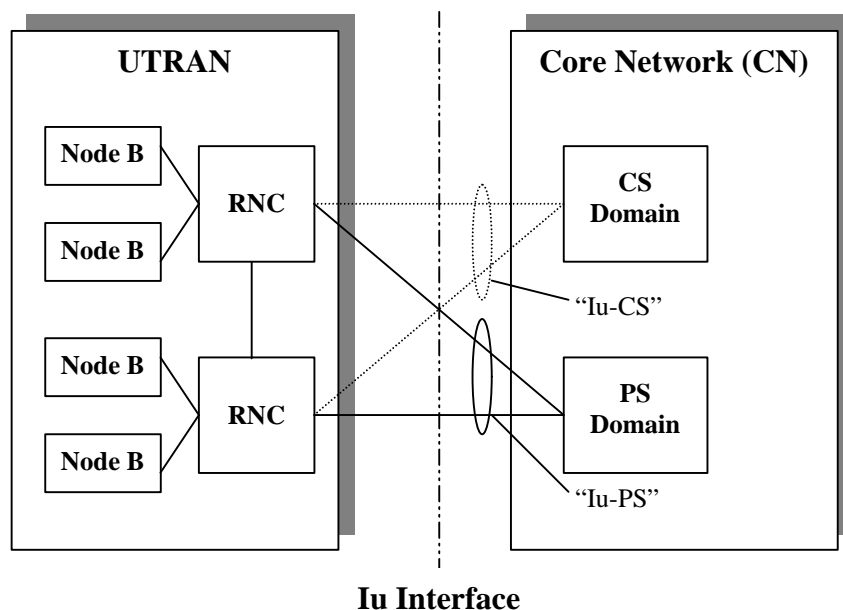 UTRAN
Core Network (CN)
Node B
Node B
RNC
CS
Domain
“Iu-CS”
Node B
Node B
RNC
PS
Domain
“Iu-PS”
Iu Interface